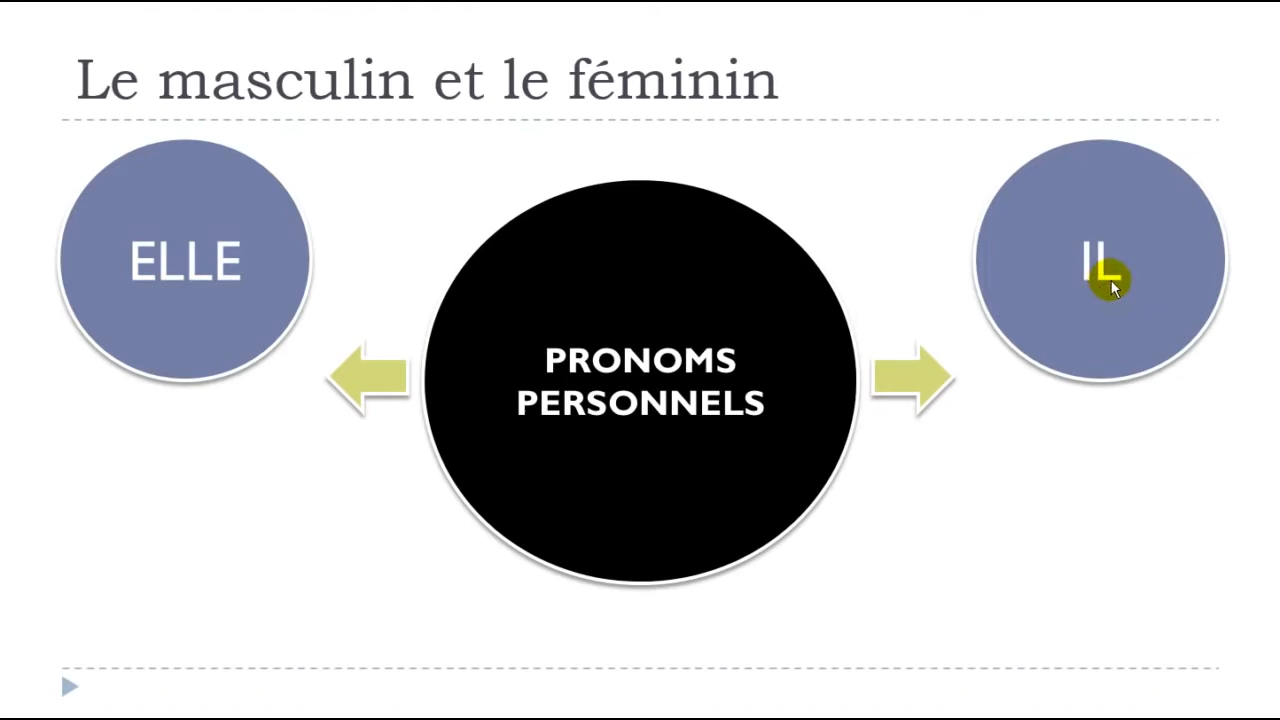 Le masculin et le féminin
ELLE
PRONOMS
PERSONNELS
IL